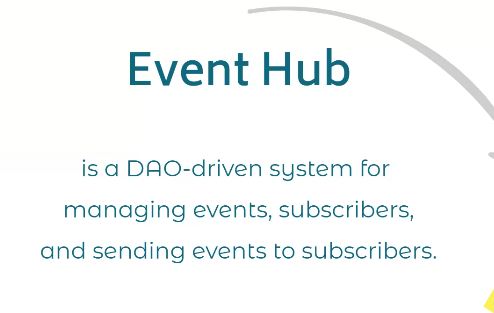 Event Hub
is a DAO-driven system for
managing events, subscribers,
and sending events to subscribers.